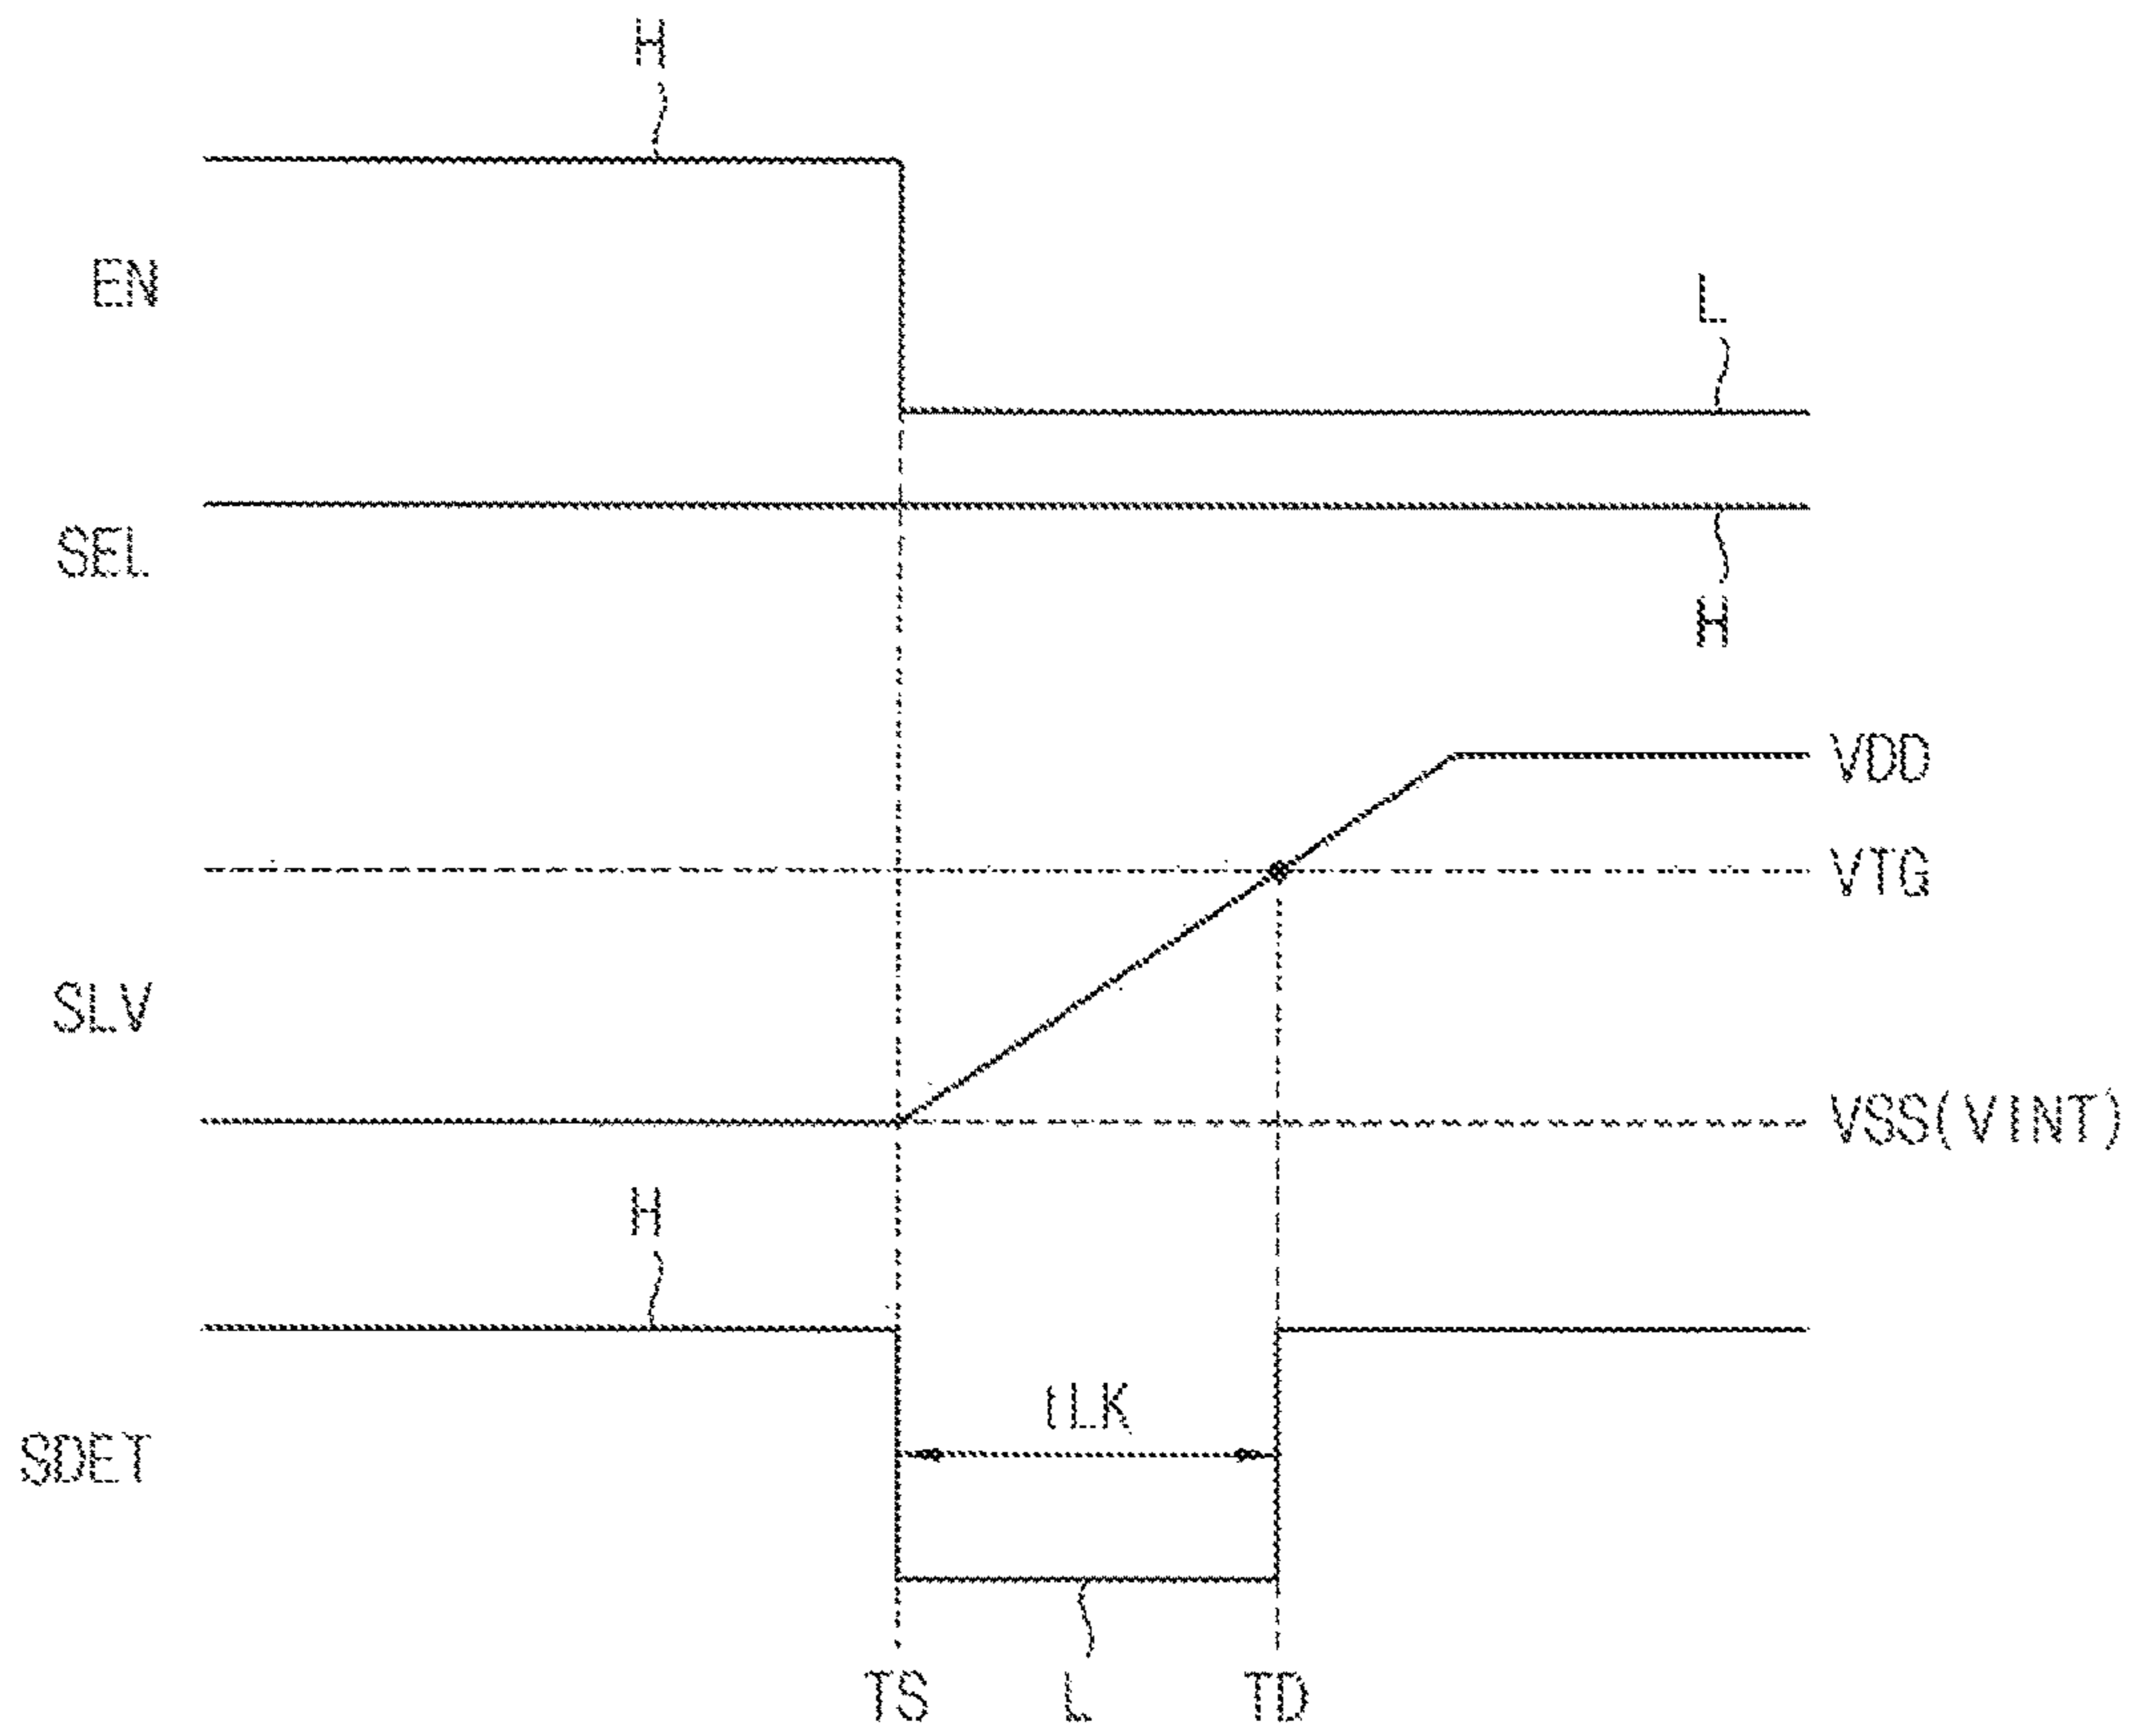 H
EN
L
SEL
H
VDD
VTG
SLV
VSS(VINT)
H
tLK
SDET
TS
L
TD